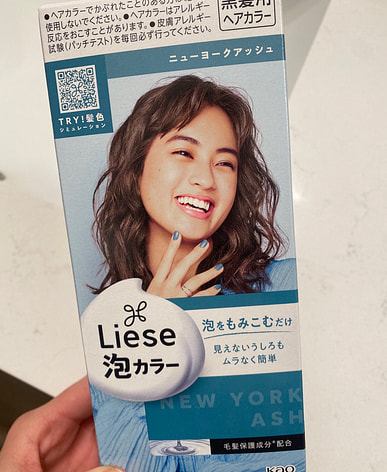 ●ヘアカラーでかぶれたことのある方は
使用しないでください。●ヘアカラーはアレルギー
反応をおこすことがあります。●皮膚アレルギー
試験(パッチテスト)を毎回必ず行ってください。
黒髪用
ヘアカラー
ニューヨークアッシュ
TRY!髪色
シミュレーション
Liese
泡カラー
泡をもみこむだけ
見えないうしろも
ムラなく簡単
NEW YORK
ASH
毛髪保護成分*配合
Kao